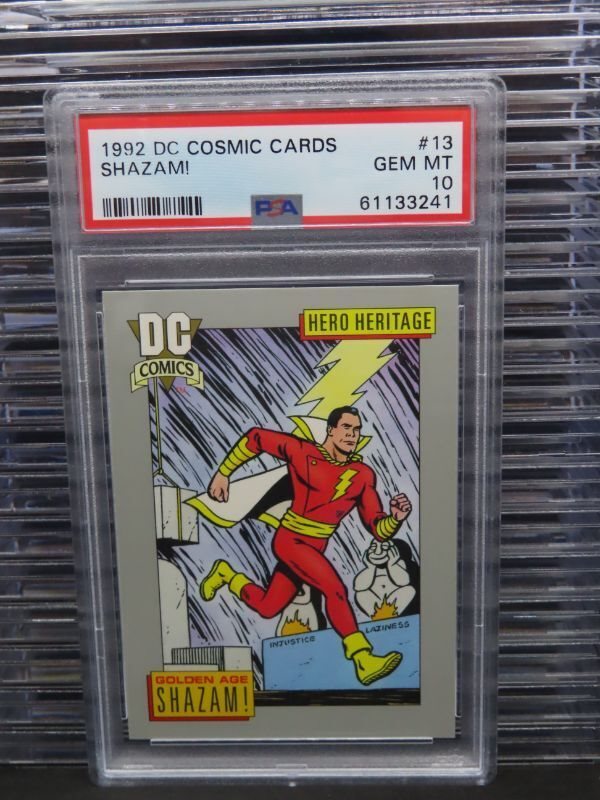 1992 DC COSMIC CARDS #13
SHAZAM! GEM MT
10
PSA 61133241
DC
COMICS
HERO HERITAGE
INJUSTICE
LAZINESS
GOLDEN AGE
SHAZAM!